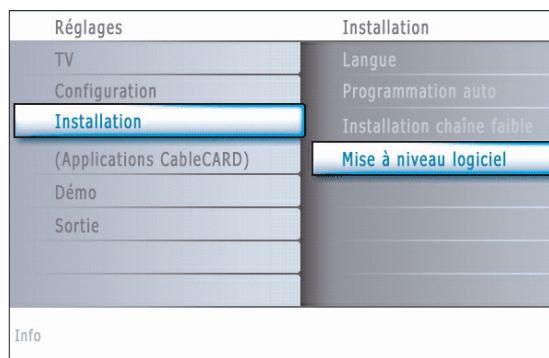 Réglages
TV
Configuration
Installation
(Applications CableCARD)
Démo
Sortie
Installation
Langue
Programmation auto
Installation chaîne faible
Mise à niveau logiciel
Info